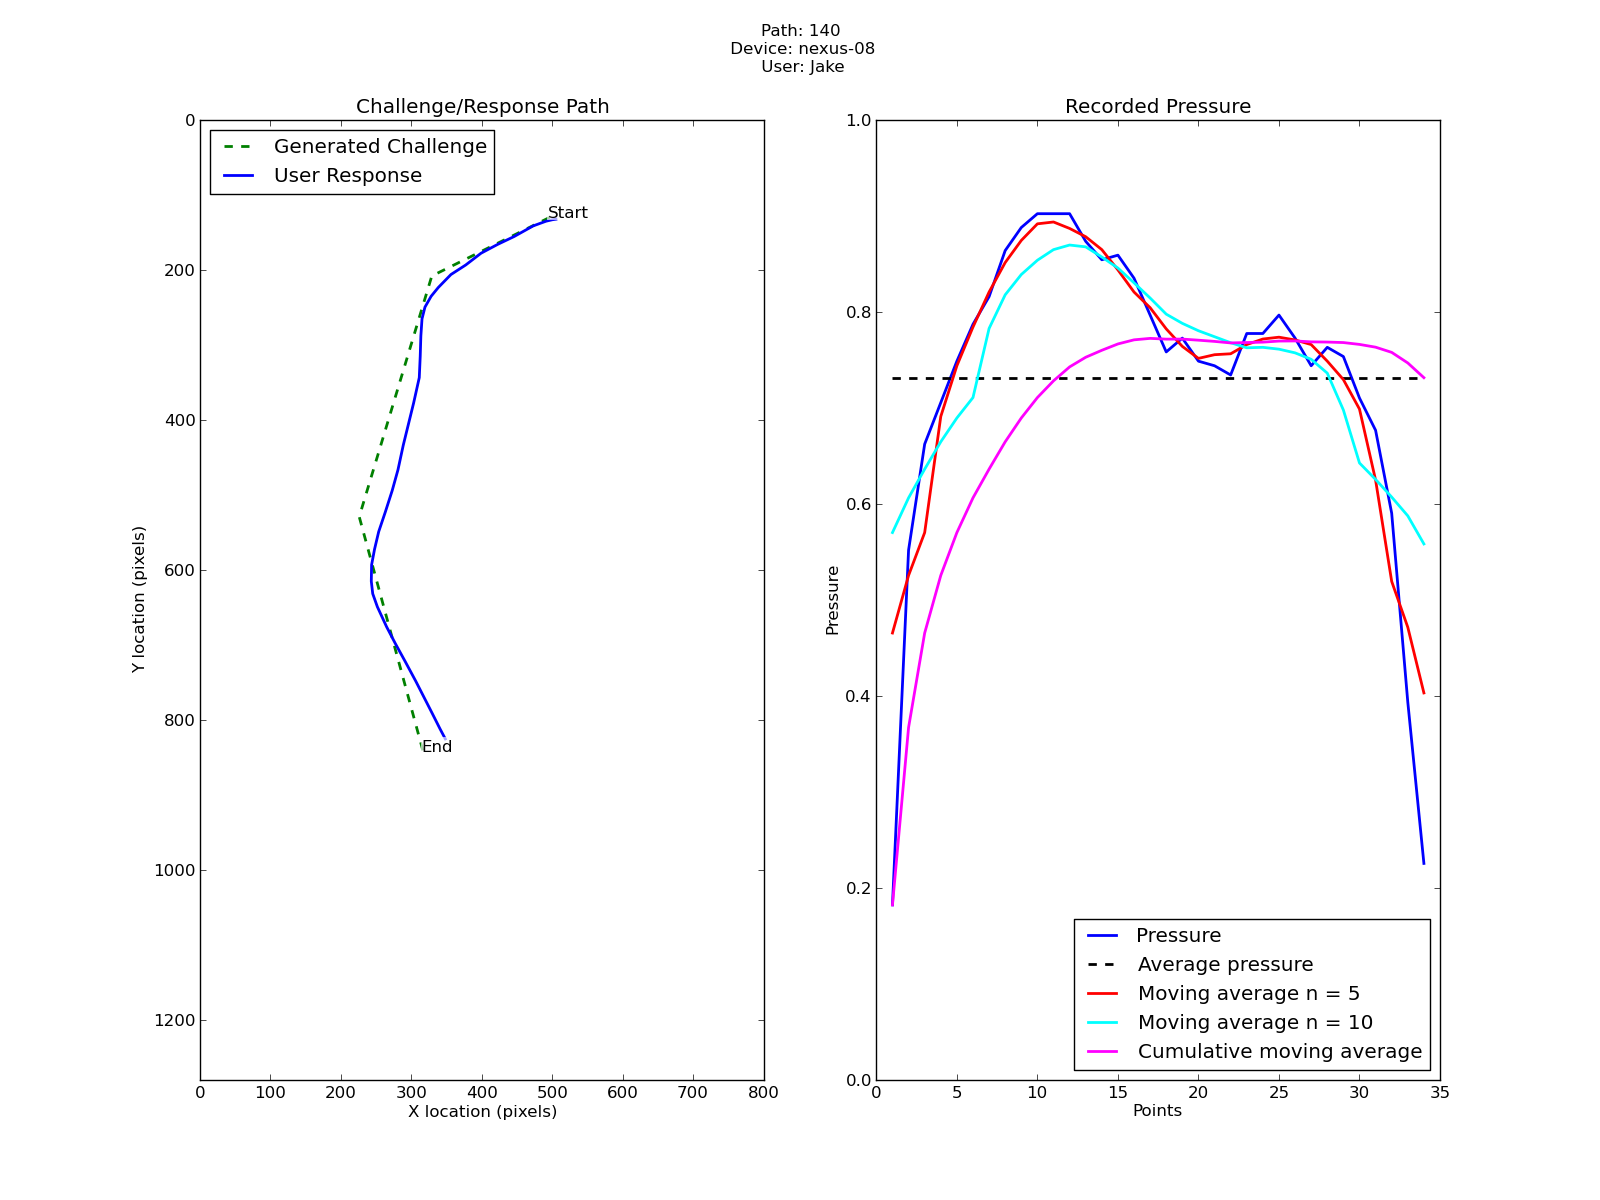 Path: 140
Device: nexus-08
User: Jake
Challenge/Response Path
0
200
400
600
800
1000
1200
Y location (pixels)
Generated Challenge
User Response
Start
End
0 100 200 300 400 500 600 700 800
X location (pixels)
Recorded Pressure
1.0
0.8
0.6
0.4
0.2
0.0
Pressure
Pressure
Average pressure
Moving average n = 5
Moving average n = 10
Cumulative moving average
0 5 10 15 20 25 30 35
Points